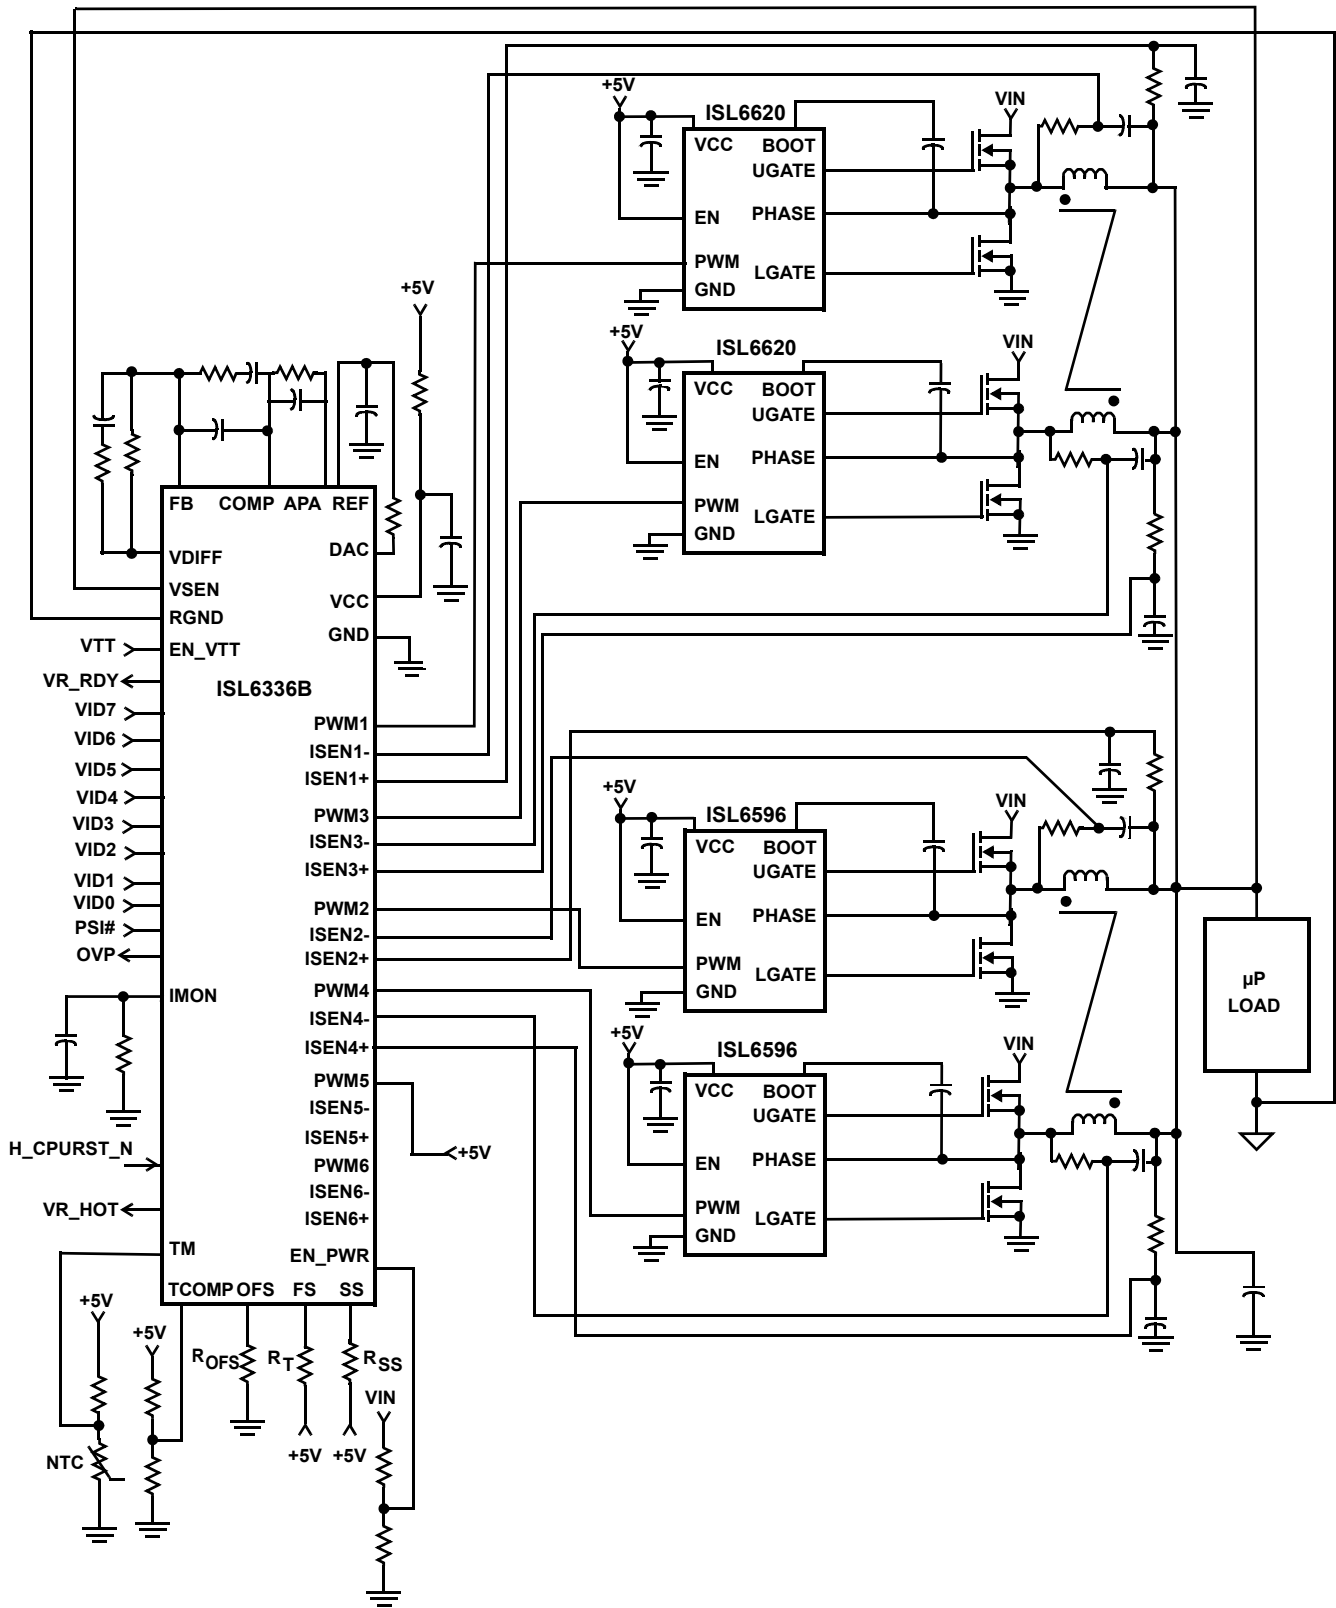 +5V
ISL6620
VCC
BOOT
UGATE
EN
PHASE
PWM
LGATE
GND
VIN
+5V
ISL6620
VCC
BOOT
UGATE
EN
PHASE
PWM
LGATE
GND
VIN
+5V
FB
COMP
APA
REF
VDIFF
DAC
VSEN
VCC
RGND
GND
VTT
EN_VTT
VR_RDY
ISL6336B
VID7
PWM1
VID6
ISEN1-
VID5
ISEN1+
VID4
PWM3
VID3
ISEN3-
VID2
ISEN3+
VID1
VID0
PWM2
PSI#
ISEN2-
OVP
ISEN2+
IMON
PWM4
ISEN4-
ISEN4+
PWM5
ISEN5-
ISEN5+
+5V
H_CPURST_N
PWM6
ISEN6-
VR_HOT
ISEN6+
TM
EN_PWR
TCOMP
OFS
FS
SS
+5V
+5V
ROFS
RT
RSS
VIN
NTC
+5V
+5V
+5V
ISL6596
VCC
BOOT
UGATE
EN
PHASE
PWM
LGATE
GND
VIN
+5V
ISL6596
VCC
BOOT
UGATE
EN
PHASE
PWM
LGATE
GND
VIN
µP
LOAD